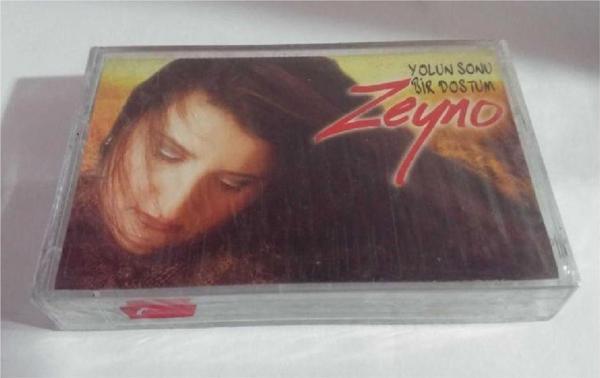 YOLUN SONU
BİR DOSTUM
Zeyno